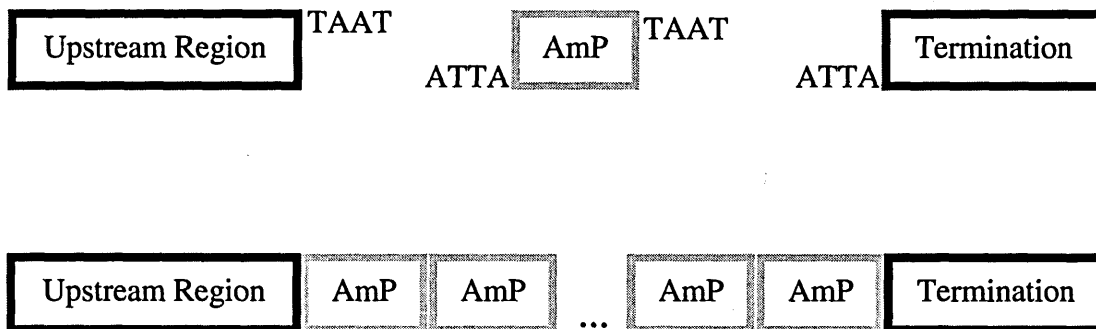 Upstream Region TAAT AmP TAAT Termination
ATTA ATTA
Upstream Region AmP AmP ... AmP AmP Termination